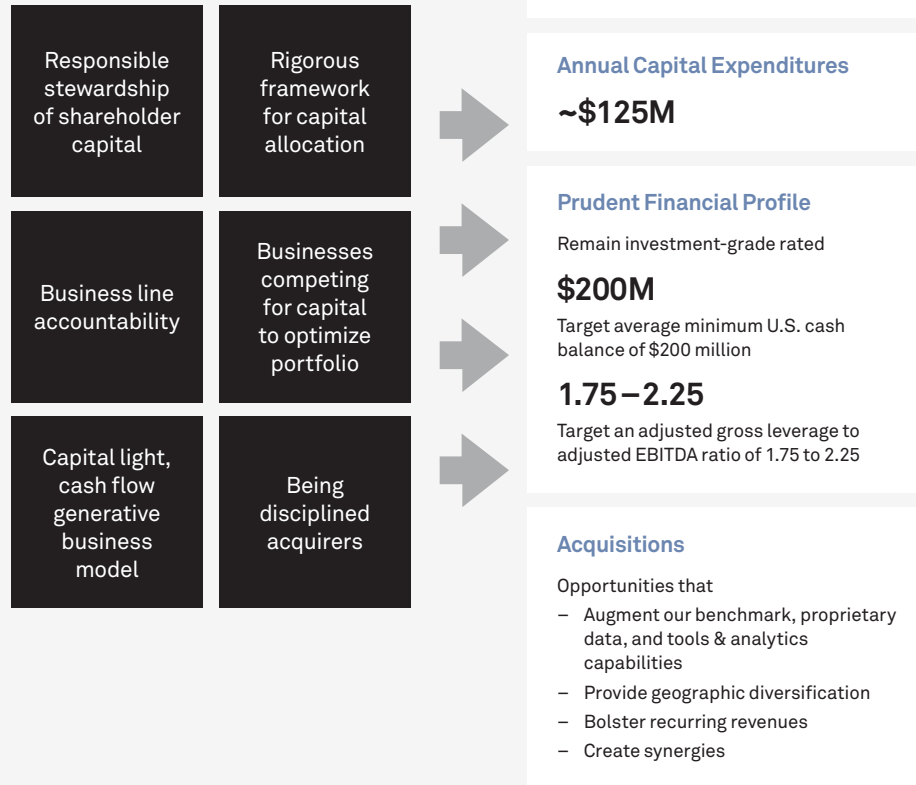 Responsible
stewardship
of shareholder
capital
Rigorous
framework
for capital
allocation
Business line
accountability
Businesses
competing
for capital
to optimize
portfolio
Capital light,
cash flow
generative
business
model
Being
disciplined
acquirers
Annual Capital Expenditures
~$125M
Prudent Financial Profile
Remain investment-grade rated
$200M
Target average minimum U.S. cash
balance of $200 million
1.75–2.25
Target an adjusted gross leverage to
adjusted EBITDA ratio of 1.75 to 2.25
Acquisitions
Opportunities that
– Augment our benchmark, proprietary
data, and tools & analytics
capabilities
– Provide geographic diversification
– Bolster recurring revenues
– Create synergies